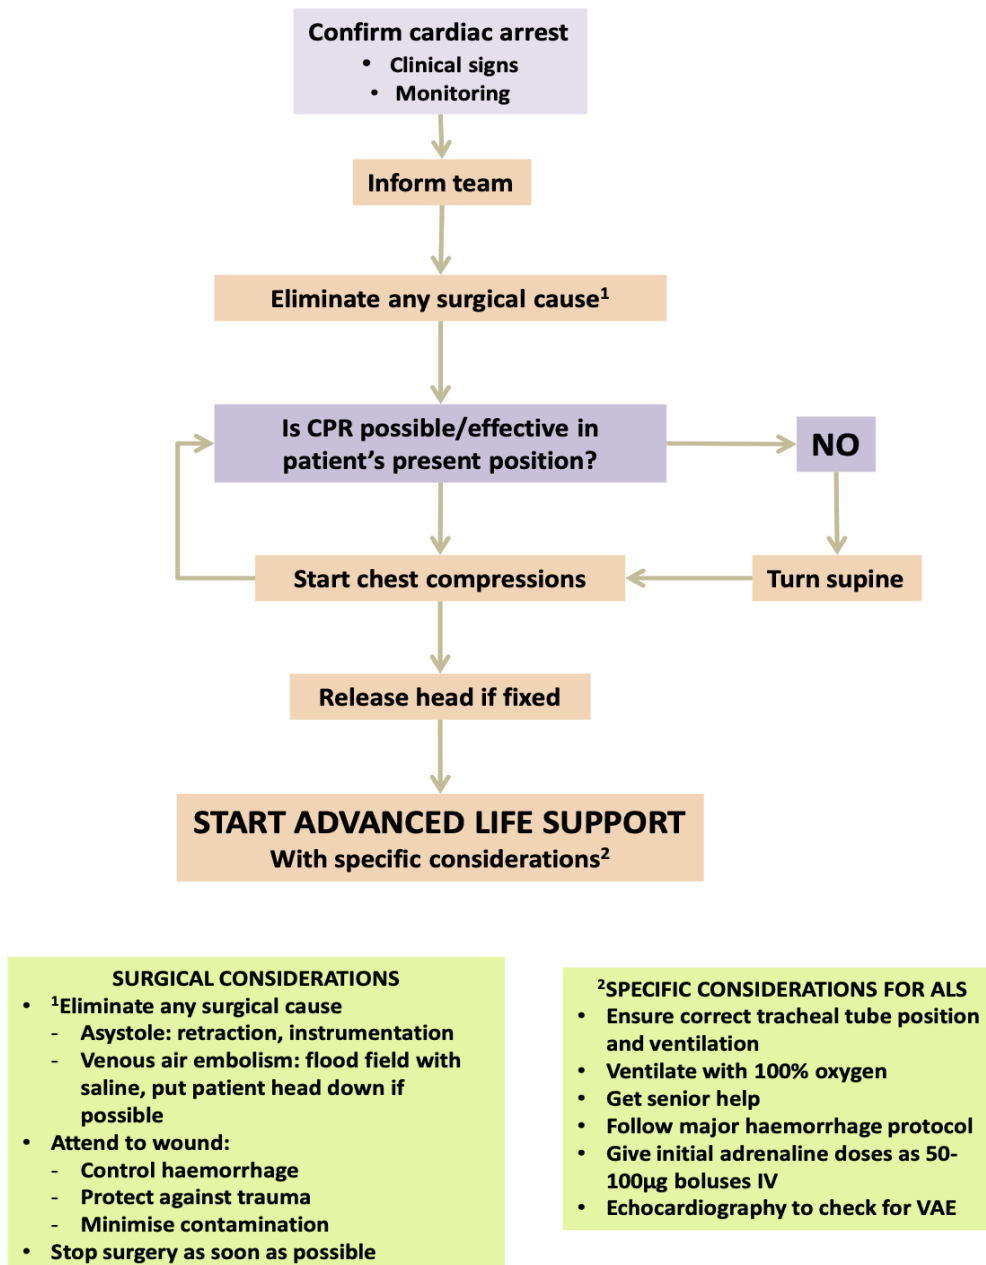 Confirm cardiac arrest
• Clinical signs
• Monitoring
Inform team
Eliminate any surgical cause¹
Is CPR possible/effective in
patient’s present position?
NO
Start chest compressions
Turn supine
Release head if fixed
START ADVANCED LIFE SUPPORT
With specific considerations²
SURGICAL CONSIDERATIONS
• ¹Eliminate any surgical cause
- Asystole: retraction, instrumentation
- Venous air embolism: flood field with
saline, put patient head down if
possible
• Attend to wound:
- Control haemorrhage
- Protect against trauma
- Minimise contamination
• Stop surgery as soon as possible
²SPECIFIC CONSIDERATIONS FOR ALS
• Ensure correct tracheal tube position
and ventilation
• Ventilate with 100% oxygen
• Get senior help
• Follow major haemorrhage protocol
• Give initial adrenaline doses as 50-
100µg boluses IV
• Echocardiography to check for VAE